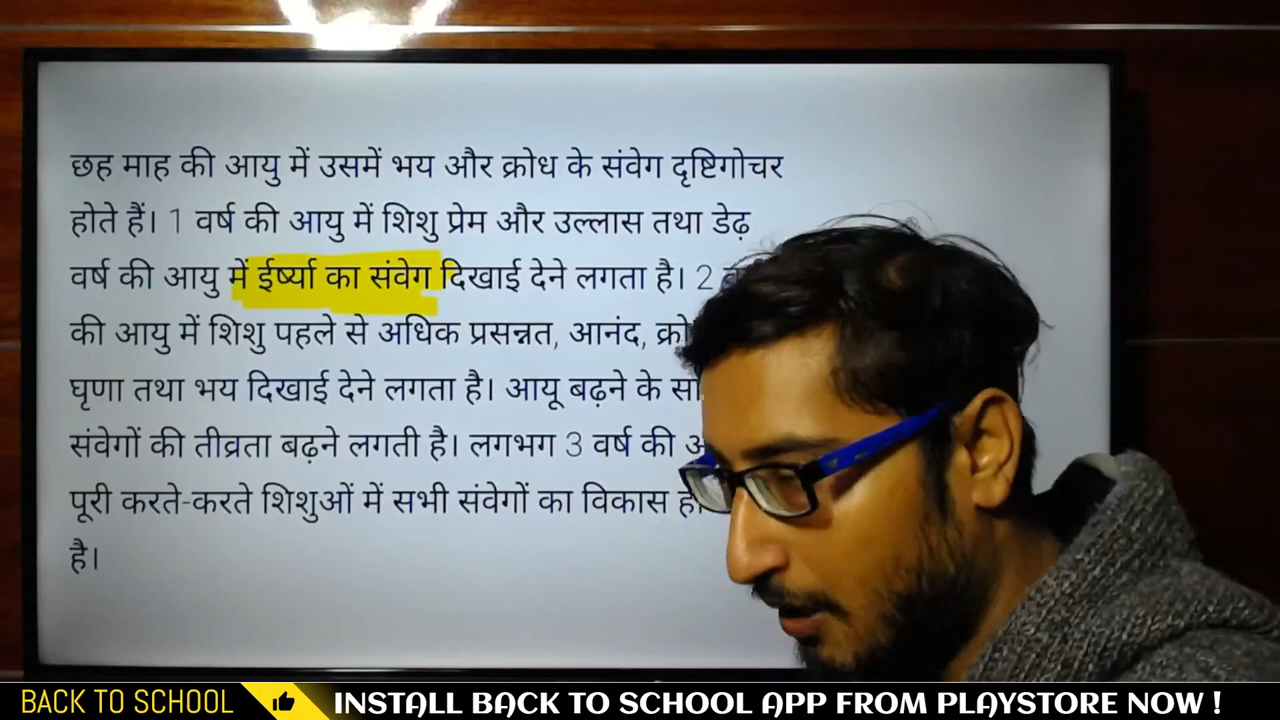 छह माह की आयु में उसमें भय और क्रोध के संवेग दृष्टिगोचर
होते हैं। 1 वर्ष की आयु में शिशु प्रेम और उल्लास तथा डेढ़
वर्ष की आयु में ईर्ष्या का संवेग दिखाई देने लगता है। 2
की आयु में शिशु पहले से अधिक प्रसन्नत, आनंद,
घृणा तथा भय दिखाई देने लगता है। आयू बढ़ने के
संवेगों की तीव्रता बढ़ने लगती है। लगभग 3 वर्ष की
पूरी करते-करते शिशुओं में सभी संवेगों का विकास
है।
BACK TO SCHOOL INSTALL BACK TO SCHOOL APP FROM PLAYSTORE NOW !